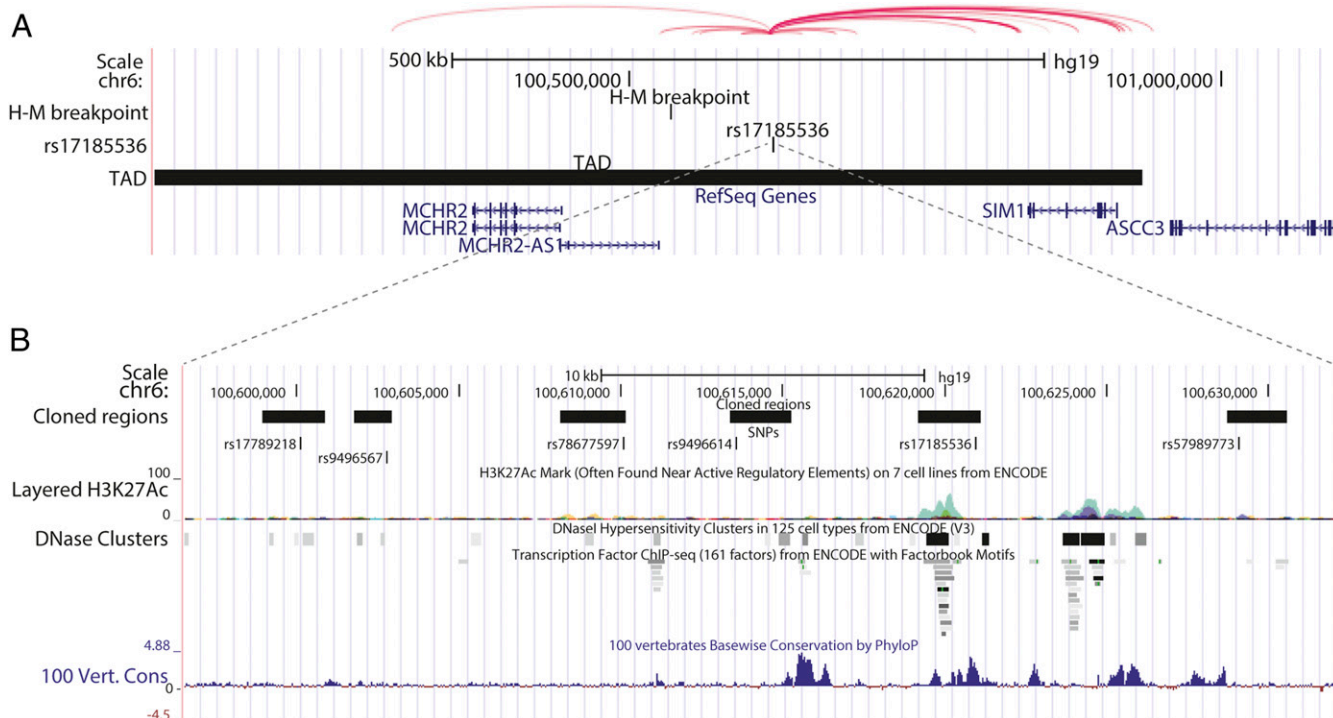 A
Scale
500 kb
hg19
chr6:
100,500,000
101,000,000
H-M breakpoint
H-M breakpoint
rs17185536
rs17185536
TAD
TAD
RefSeq Genes
MCHR2
SIM1
MCHR2
ASCC3
MCHR2-AS1
B
Scale
10 kb
hg19
chr6:
100,600,000
100,605,000
100,610,000
100,615,000
100,620,000
100,625,000
100,630,000
Cloned regions
Cloned regions
SNPs
rs17789218
rs78677597
rs9496614
rs17185536
rs57989773
rs9496567
H3K27Ac Mark (Often Found Near Active Regulatory Elements) on 7 cell lines from ENCODE
100
Layered H3K27Ac
0
DNaseI Hypersensitivity Clusters in 125 cell types from ENCODE (V3)
DNase Clusters
Transcription Factor ChIP-seq (161 factors) from ENCODE with Factorbook Motifs
4.88
100 vertebrates Basewise Conservation by PhyloP
100 Vert. Cons
0
-4.5